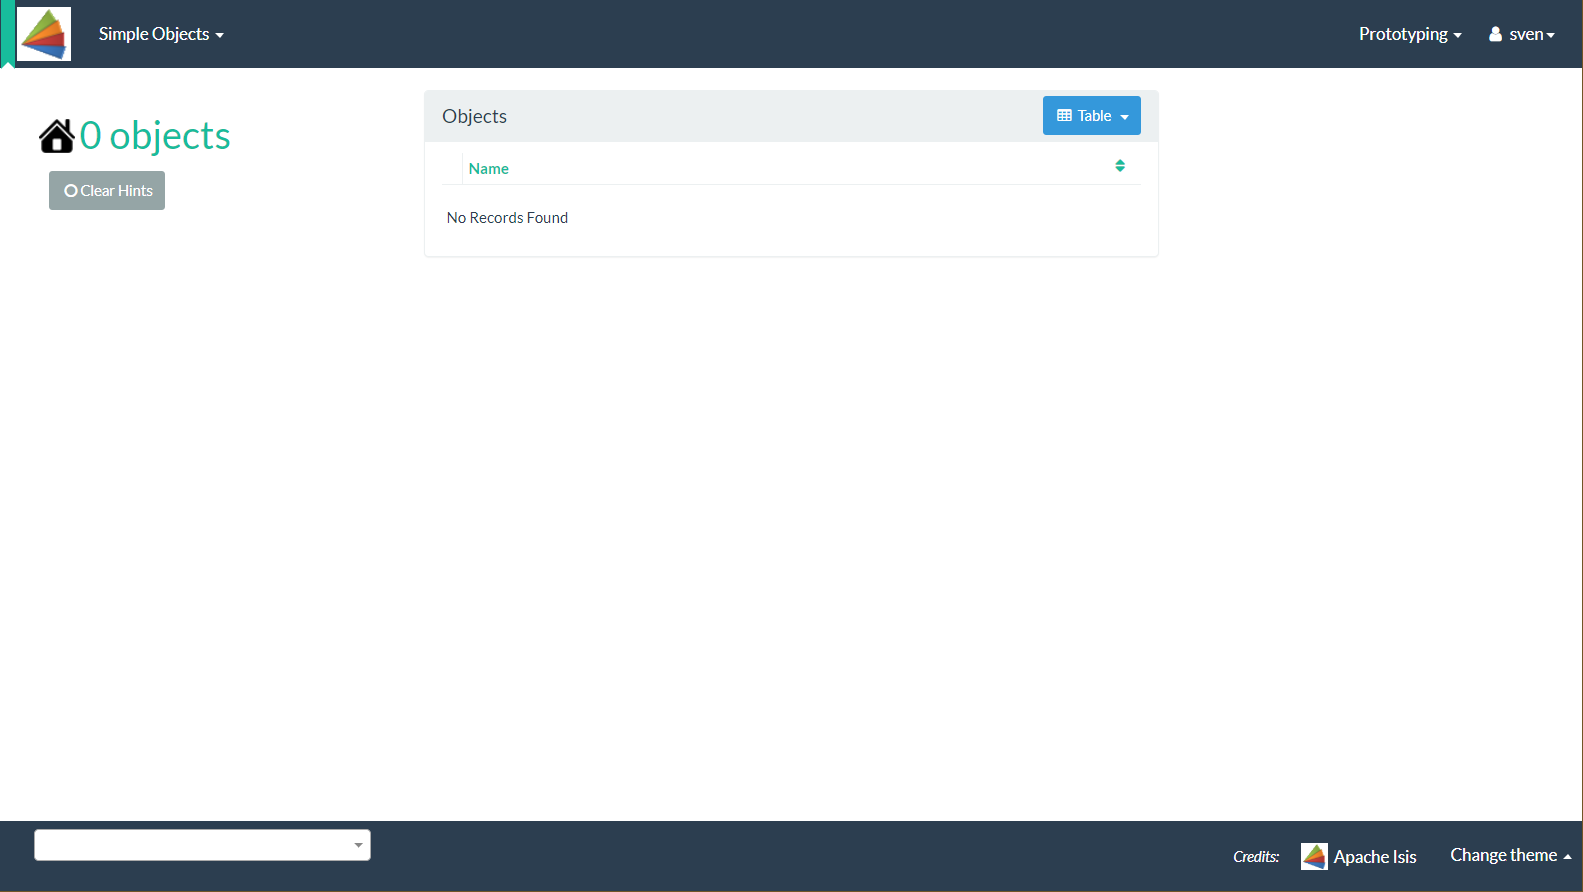 Simple Objects
Prototyping
sven
0 objects
Clear Hints
Objects
Table
Name
No Records Found
Credits:
Apache Isis
Change theme